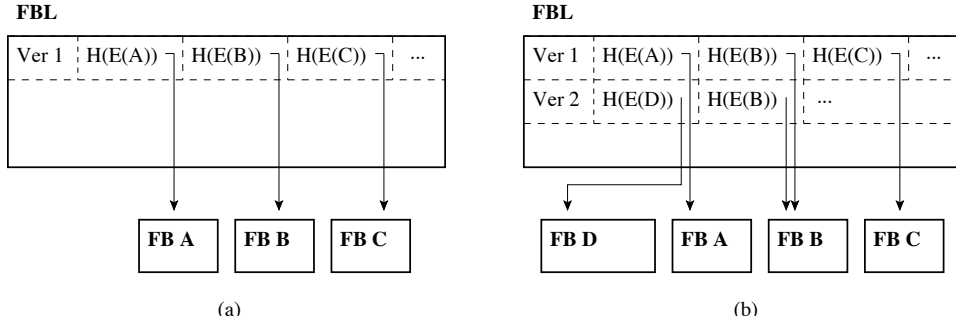 FBL
Ver 1 H(E(A)) H(E(B)) H(E(C)) ...
FB A FB B FB C
(a)
FBL
Ver 1 H(E(A)) H(E(B)) H(E(C)) ...
Ver 2 H(E(D)) H(E(B)) ...
FB D FB A FB B FB C
(b)